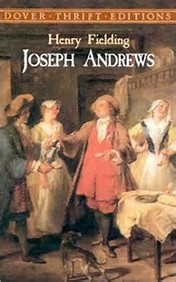 DOVER · THRIFT · EDITIONS
Henry Fielding
JOSEPH ANDREWS